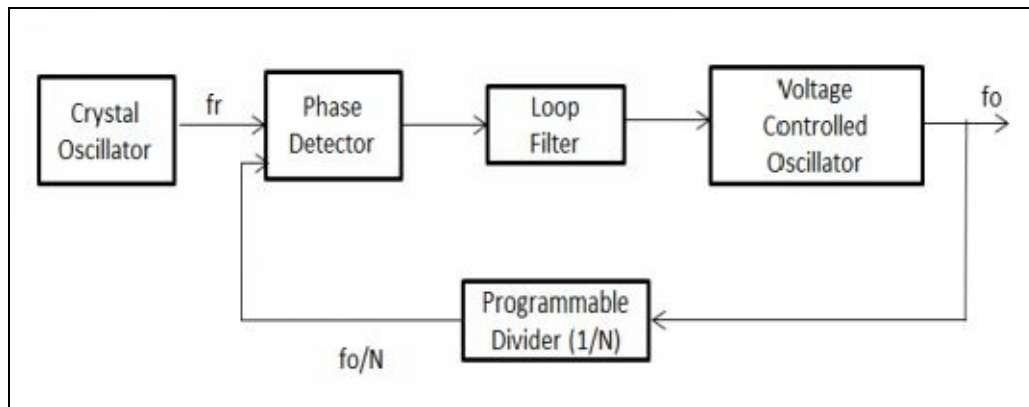 Crystal
Oscillator
fr
Phase
Detector
Loop
Filter
Voltage
Controlled
Oscillator
fo
Programmable
Divider (1/N)
fo/N